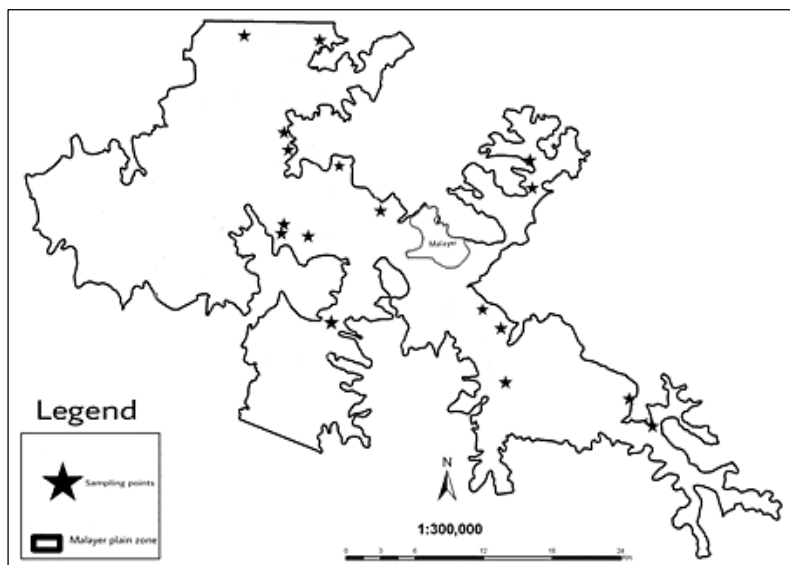 Malayer
Legend
Sampling points
Malayer plain zone
N
1:300,000
0 3 6 12 18 24